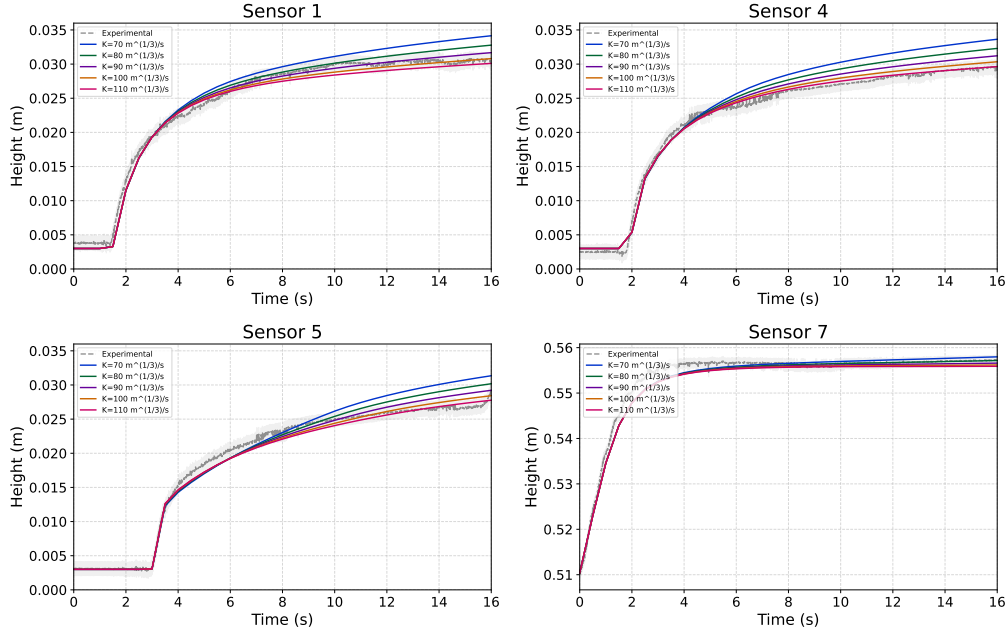 Sensor 1
Height (m)
0.035
0.030
0.025
0.020
0.015
0.010
0.005
0.000
Experimental
K=70 m^(1/3)/s
K=80 m^(1/3)/s
K=90 m^(1/3)/s
K=100 m^(1/3)/s
K=110 m^(1/3)/s
0 2 4 6 8 10 12 14 16
Time (s)
Sensor 4
Height (m)
0.035
0.030
0.025
0.020
0.015
0.010
0.005
0.000
Experimental
K=70 m^(1/3)/s
K=80 m^(1/3)/s
K=90 m^(1/3)/s
K=100 m^(1/3)/s
K=110 m^(1/3)/s
0 2 4 6 8 10 12 14 16
Time (s)
Sensor 5
Height (m)
0.035
0.030
0.025
0.020
0.015
0.010
0.005
0.000
Experimental
K=70 m^(1/3)/s
K=80 m^(1/3)/s
K=90 m^(1/3)/s
K=100 m^(1/3)/s
K=110 m^(1/3)/s
0 2 4 6 8 10 12 14 16
Time (s)
Sensor 7
Height (m)
0.56
0.55
0.54
0.53
0.52
0.51
Experimental
K=70 m^(1/3)/s
K=80 m^(1/3)/s
K=90 m^(1/3)/s
K=100 m^(1/3)/s
K=110 m^(1/3)/s
0 2 4 6 8 10 12 14 16
Time (s)